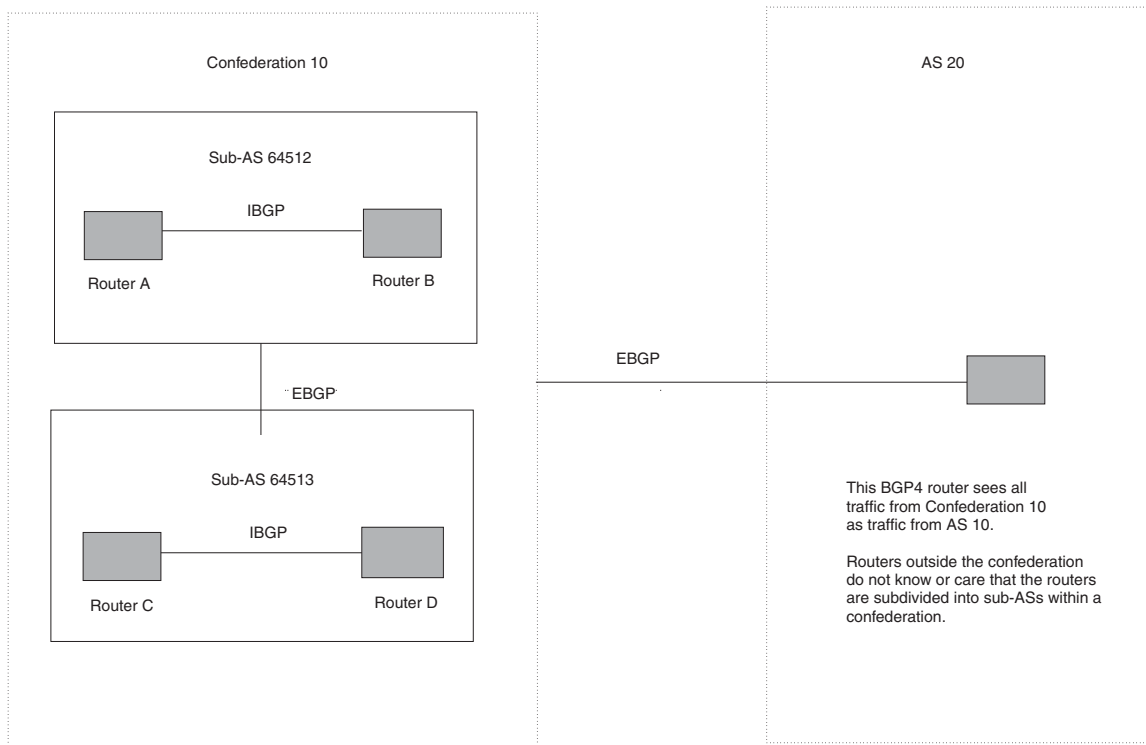 Confederation 10
AS 20
Sub-AS 64512
IBGP
Router A
Router B
EBGP
EBGP
Sub-AS 64513
IBGP
Router C
Router D
This BGP4 router sees all
traffic from Confederation 10
as traffic from AS 10.
Routers outside the confederation
do not know or care that the routers
are subdivided into sub-ASs within a
confederation.